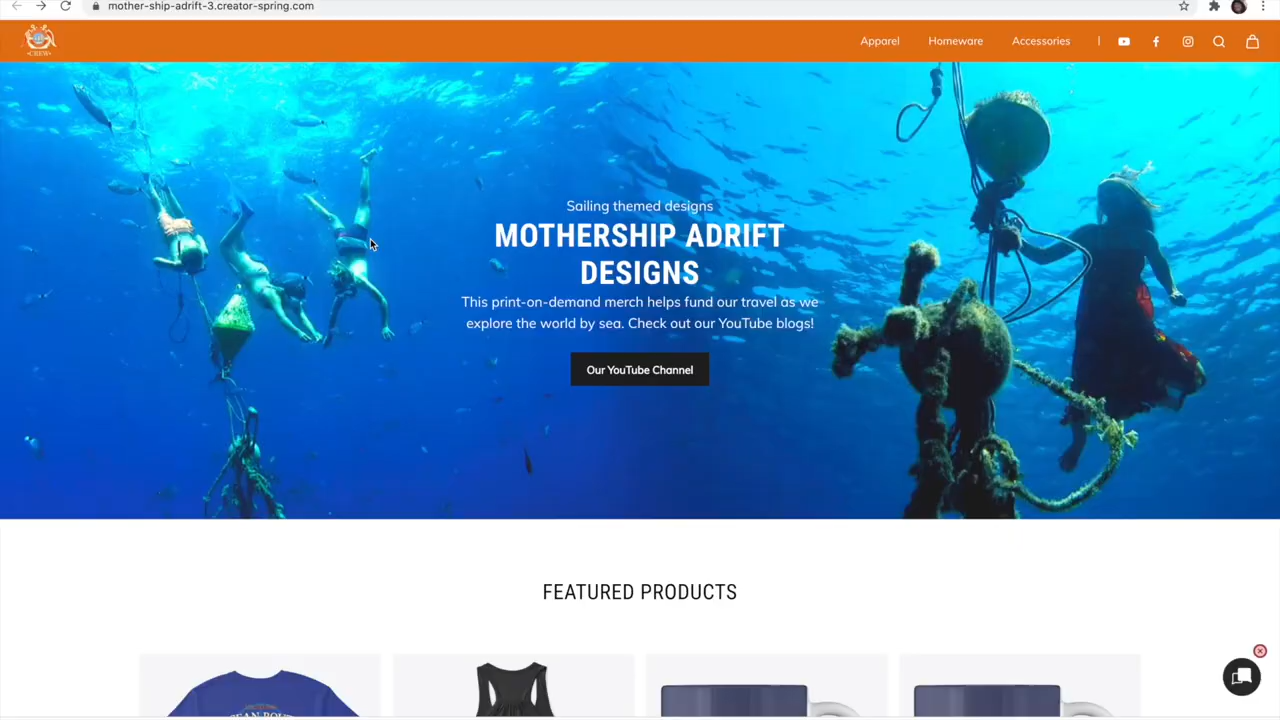 mother-ship-adrift-3.creator-spring.com
CREW
Apparel
Homeware
Accessories
Sailing themed designs
MOTHERSHIP ADRIFT
DESIGNS
This print-on-demand merch helps fund our travel as we
explore the world by sea. Check out our YouTube blogs!
Our YouTube Channel
FEATURED PRODUCTS